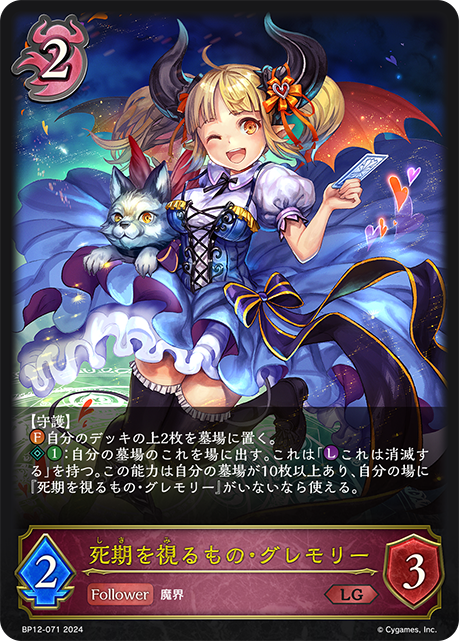 2
【守護】
F 自分のデッキの上2枚を墓場に置く。
1:自分の墓場のこれを場に出す。これは「L これは消滅す
る」を持つ。この能力は自分の墓場が10枚以上あり、自分の場に
『死期を視るもの・グレモリー』がいないなら使える。
しき み
死期を視るもの・グレモリー
2
Follower 魔界
LG
3
BP12-071 2024
© Cygames, Inc.